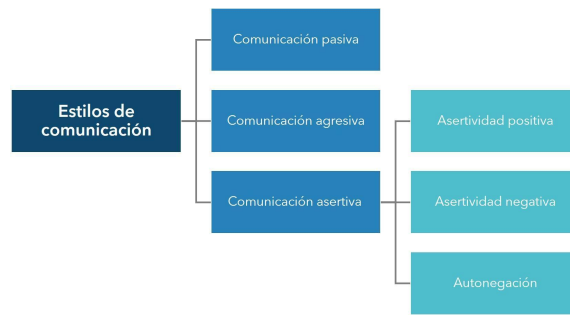 Comunicación pasiva
Estilos de
comunicación
Comunicación agresiva
Asertividad positiva
Comunicación asertiva
Asertividad negativa
Autonegación